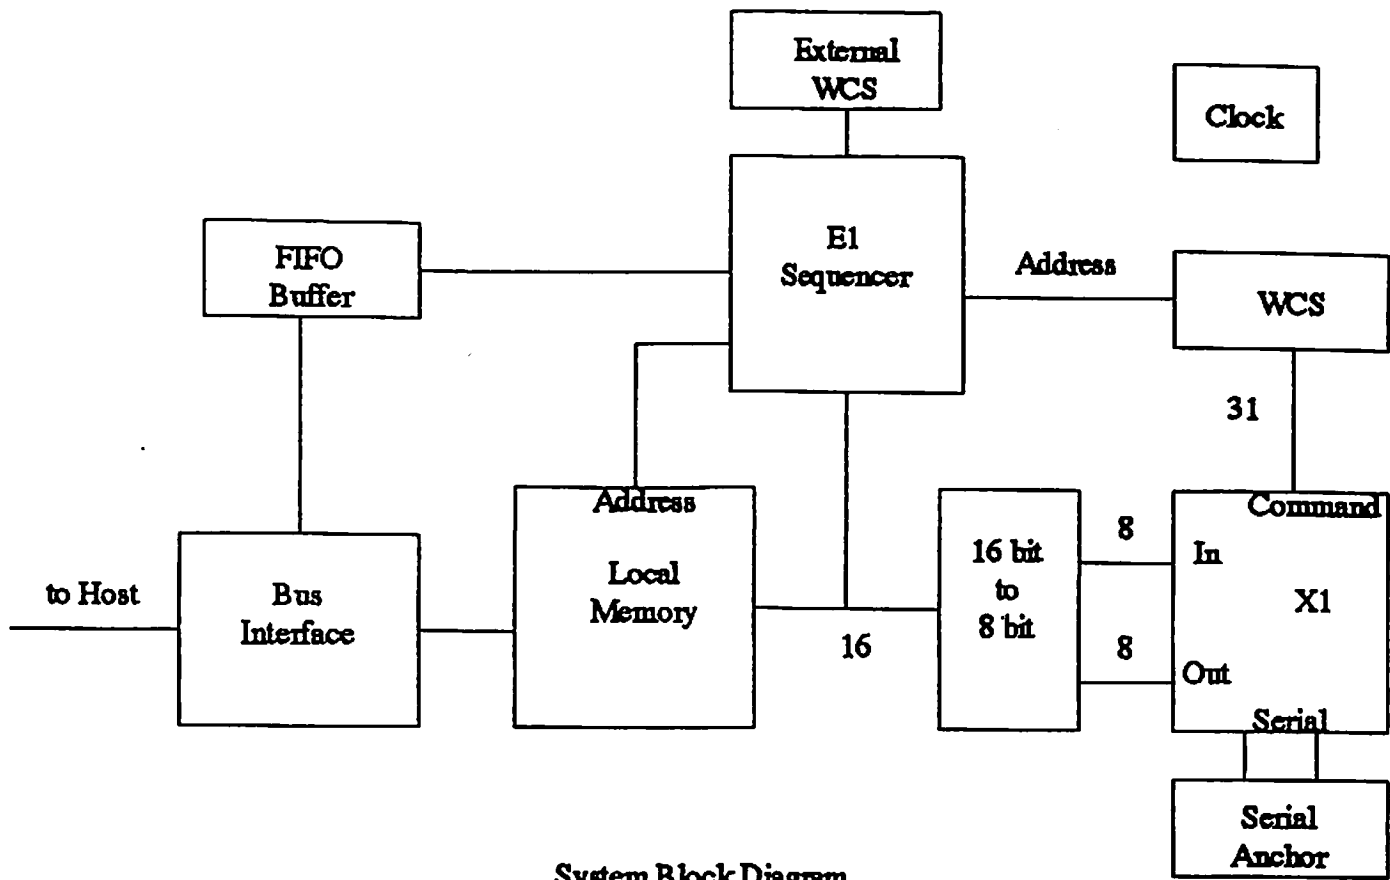 External
WCS
Clock
E1
Sequencer
FIFO
Buffer
Address
WCS
31
Address
Local
Memory
Command
16 bit
to
8 bit
8
In
X1
to Host
Bus
Interface
16
8
Out
Serial
Serial
Anchor
System Block Diagram